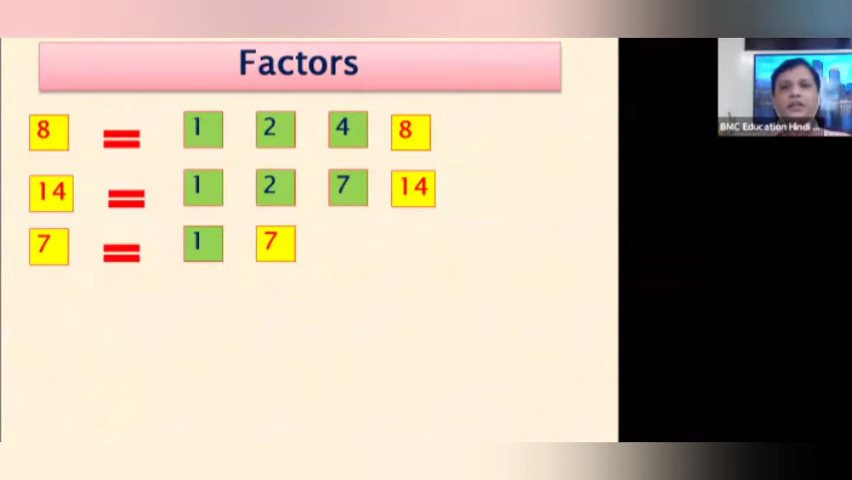 Factors
8 = 1 2 4 8
14 = 1 2 7 14
7 = 1 7
BMC Education Hindi ...